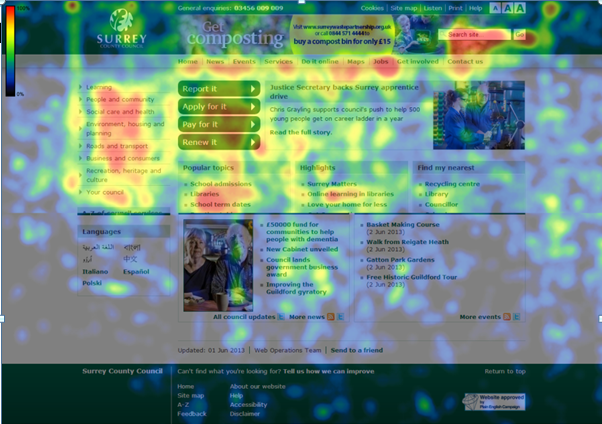 100%
0%
General enquiries: 03456 009 009
Cookies | Site map | Listen | Print | Help
A A A
SURREY
COUNTY COUNCIL
Get
composting
Visit www.surreywastepartnership.org.uk
or call 0844 571 4444 to
buy a compost bin for only £15
Search site
Go
Home News Events Services Do it online Maps Jobs Get involved Contact us
Learning
People and community
Social care and health
Environment, housing and
planning
Roads and transport
Business and consumers
Recreation, heritage and
culture
Your council
Report it
Apply for it
Pay for it
Renew it
Justice Secretary backs Surrey apprentice
drive
Chris Grayling supports council's push to help 500
young people get on career ladder in a year
Read the full story.
Popular topics
School admissions
Libraries
School term dates
Highlights
Surrey Matters
Online learning in libraries
Love your home for less
Find my nearest
Recycling centre
Library
Councillor
Languages
اللغة العربية
اُردُو
中文
Italiano Español
Polski
£50000 fund for
communities to help
people with dementia
New Cabinet unveiled
Council lands
government business
award
Improving the
Guildford gyratory
All council updates More news
Basket Making Course
(2 Jun 2013)
Walk from Reigate Heath
(2 Jun 2013)
Gatton Park Gardens
(2 Jun 2013)
Free Historic Guildford Tour
(2 Jun 2013)
More events
Updated: 01 Jun 2013 | Web Operations Team | Send to a friend
Surrey County Council
Can't find what you're looking for? Tell us how we can improve
Return to top
Home
Site map
A-Z
Feedback
About our website
Help
Accessibility
Disclaimer
Website approved
by
Plain English Campaign